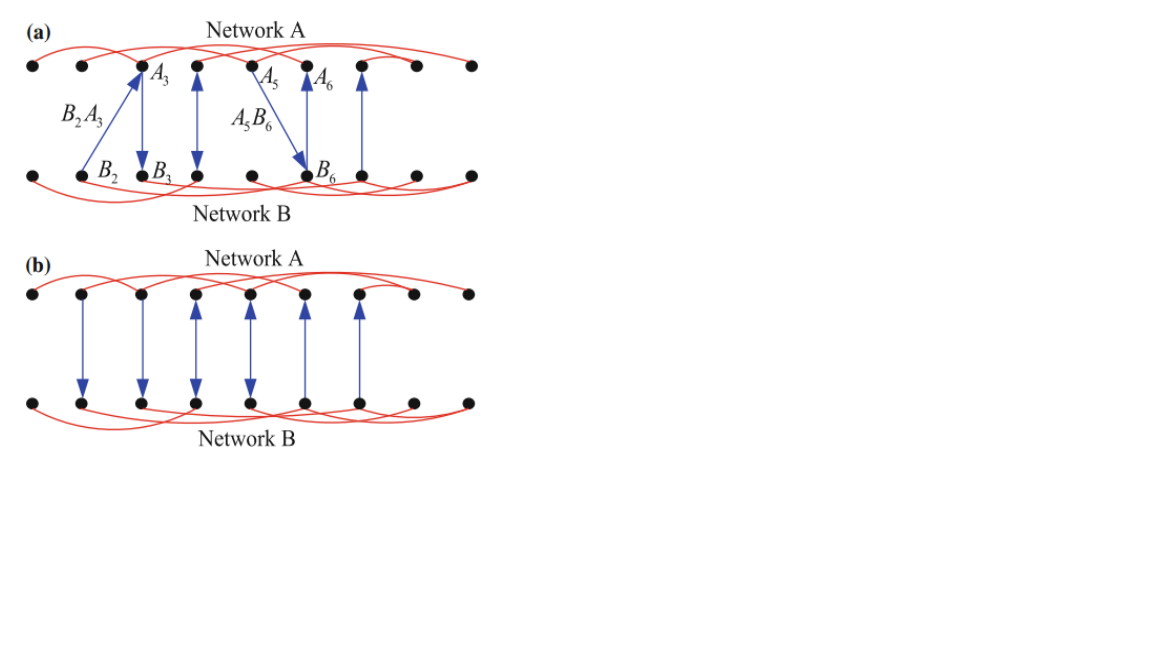 (a)
Network A
A3
A5
A6
B2A3
A5B6
B2
B3
B6
Network B
(b)
Network A
Network B